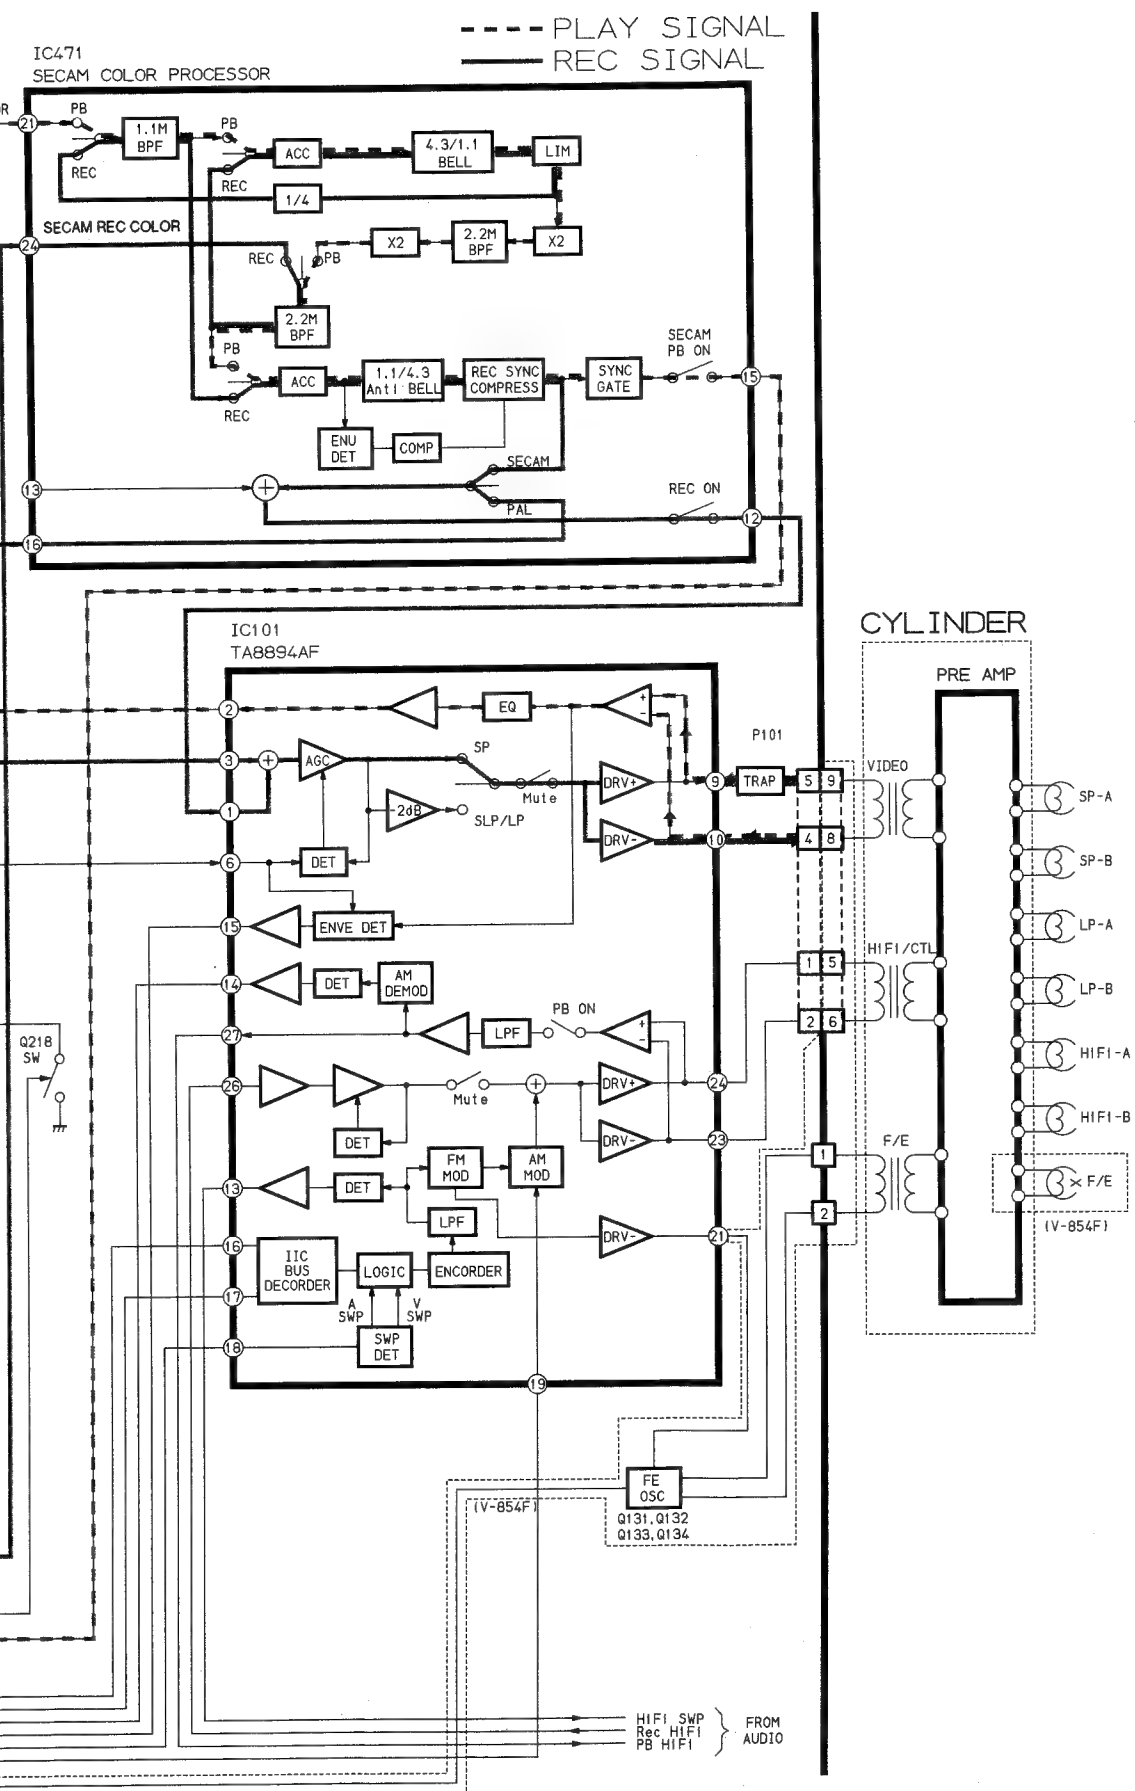 PLAY SIGNAL
REC SIGNAL
IC471
SECAM COLOR PROCESSOR
R
PB
21
1.1M
BPF
REC
PB
ACC
4.3/1.1
BELL
LIM
REC
1/4
SECAM REC COLOR
24
REC
PB
X2
2.2M
BPF
X2
2.2M
BPF
PB
SECAM
PB ON
ACC
1.1/4.3
Anti BELL
REC SYNC
COMPRESS
SYNC
GATE
15
REC
ENU
DET
COMP
SECAM
13
+
PAL
REC ON
12
16
IC101
TA8894AF
CYLINDER
PRE AMP
2
EQ
+
-
P101
3
+
AGC
SP
Mute
DRV+
9
TRAP
5 9
VIDEO
SP-A
1
-2dB
SLP/LP
DRV-
10
4 8
6
DET
SP-B
15
ENVE DET
LP-A
14
DET
AM
DEMOD
1 5
HIFI/CTL
LP-B
27
LPF
PB ON
+
-
2 6
Q218
SW
HIFI-A
26
Mute
+
DRV+
24
DET
DRV-
23
HIFI-B
13
DET
FM
MOD
AM
MOD
1
F/E
F/E
LPF
2
(V-854F)
16
IIC
BUS
DECORDER
LOGIC
ENCORDER
DRV-
21
17
A
SWP
V
SWP
18
SWP
DET
19
FE
OSC
(V-854F)
Q131,Q132
Q133,Q134
HIFI SWP
Rec HIFI
PB HIFI
FROM
AUDIO